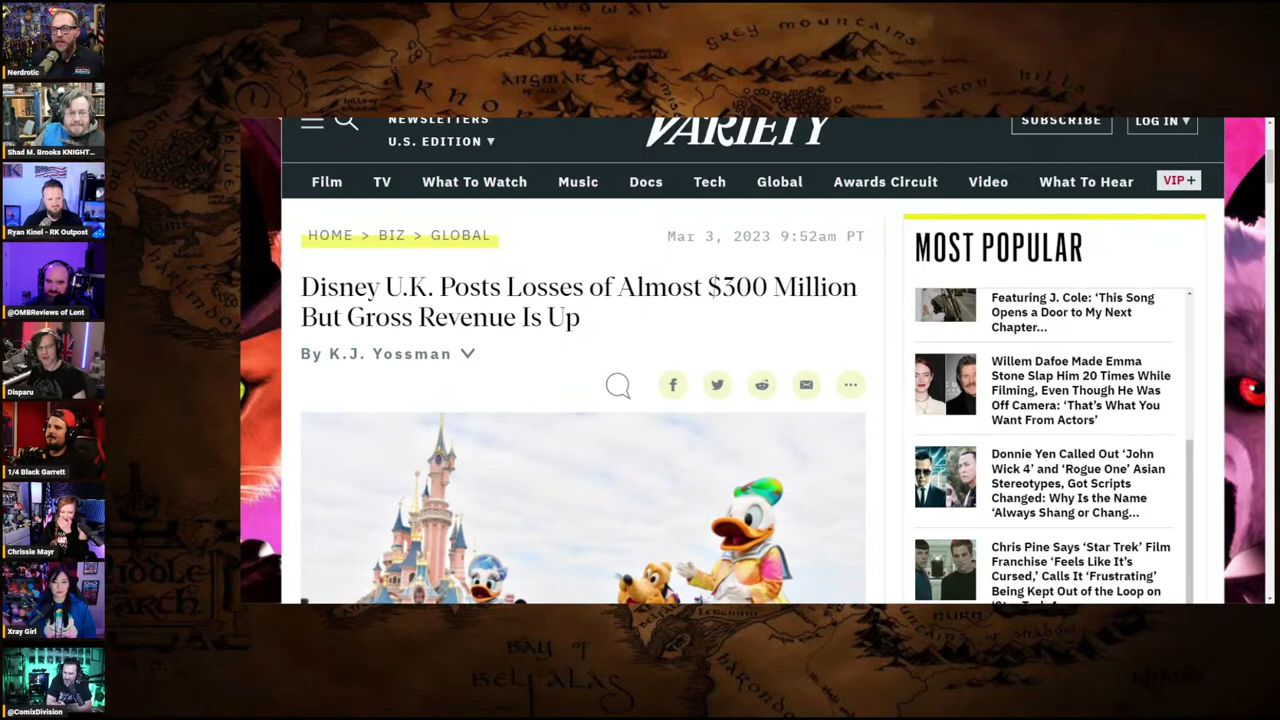 Nerdrotic
Shad M. Brooks KNIGHT...
Ryan Kinel - RK Outpost
@OMBReviews of Lent
Disparu
1/4 Black Garrett
Chrissie Mayr
Xray Girl
@ComixDivision
GREY MOUNTAINS
ANGMAR
ARNO
IRON hills
NEWSLETTERS
U.S. EDITION ▾
VARIETY
SUBSCRIBE
LOG IN ▾
Film TV What To Watch Music Docs Tech Global Awards Circuit Video What To Hear VIP+
HOME > BIZ > GLOBAL
Mar 3, 2023 9:52am PT
Disney U.K. Posts Losses of Almost $300 Million
But Gross Revenue Is Up
By K.J. Yossman
MOST POPULAR
Featuring J. Cole: ‘This Song
Opens a Door to My Next
Chapter...
Willem Dafoe Made Emma
Stone Slap Him 20 Times While
Filming, Even Though He Was
Off Camera: ‘That’s What You
Want From Actors’
Donnie Yen Called Out ‘John
Wick 4’ and ‘Rogue One’ Asian
Stereotypes, Got Scripts
Changed: Why Is the Name
‘Always Shang or Chang...
Chris Pine Says ‘Star Trek’ Film
Franchise ‘Feels Like It’s
Cursed,’ Calls It ‘Frustrating’
Being Kept Out of the Loop on
MIDDLE
EARTH
BAY OF
BELFALAS
harondor